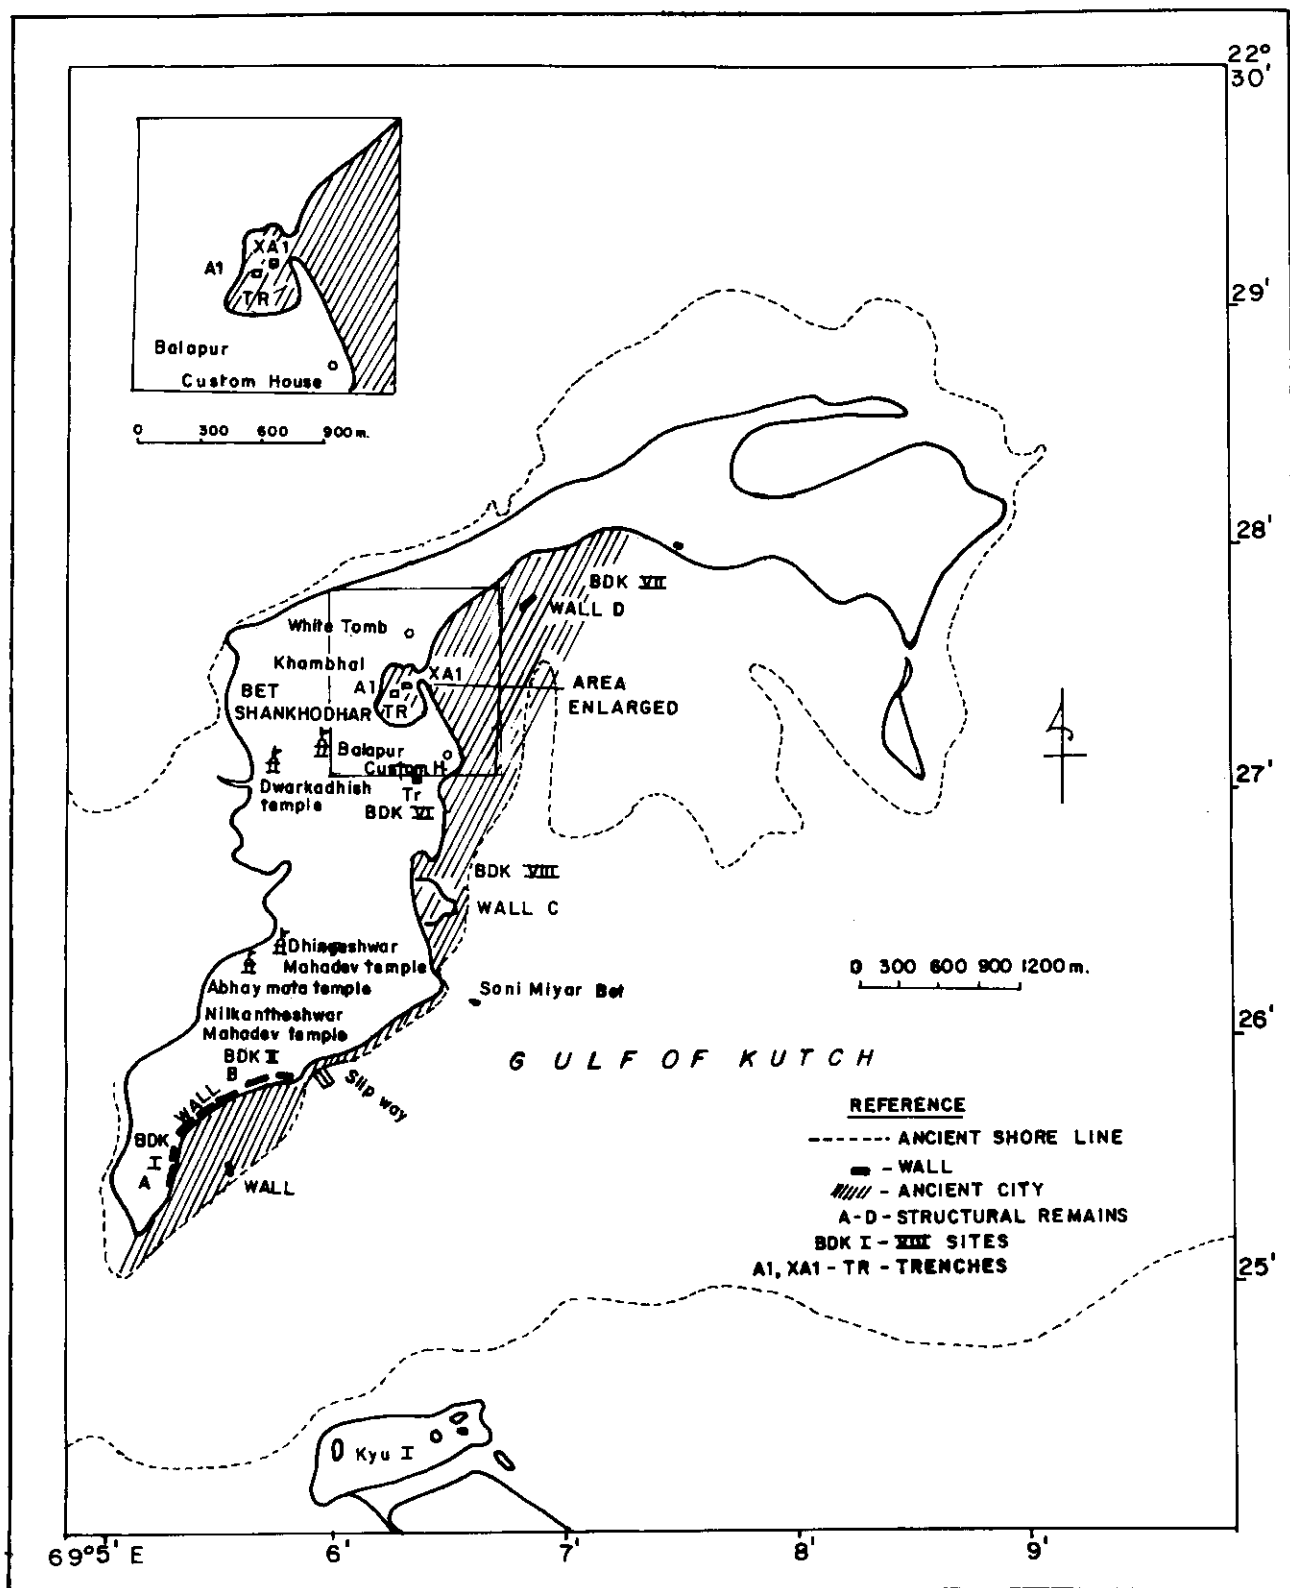 22°
30'
XA1
A1
TR
Balapur
Custom House
0 300 600 900 m.
29'
28'
BDK VII
WALL D
White Tomb
Khambhal
XA1
A1
AREA
ENLARGED
BET
SHANKHODHAR
TR
Balapur
Custom H.
27'
Dwarkadhish
temple
Tr
BDK VI
BDK VIII
WALL C
Dhingeshwar
Mahadev temple
Abhay mata temple
0 300 600 900 1200 m.
Soni Miyar Bet
Nilkantheshwar
Mahadev temple
26'
BDK II
B
GULF OF KUTCH
Slip way
WALL
BDK
I
A
WALL
REFERENCE
- ANCIENT SHORE LINE
- WALL
- ANCIENT CITY
A-D - STRUCTURAL REMAINS
BDK I - VIII SITES
A1, XA1 - TR - TRENCHES
25'
Kyu I
69°5' E 6' 7' 8' 9'